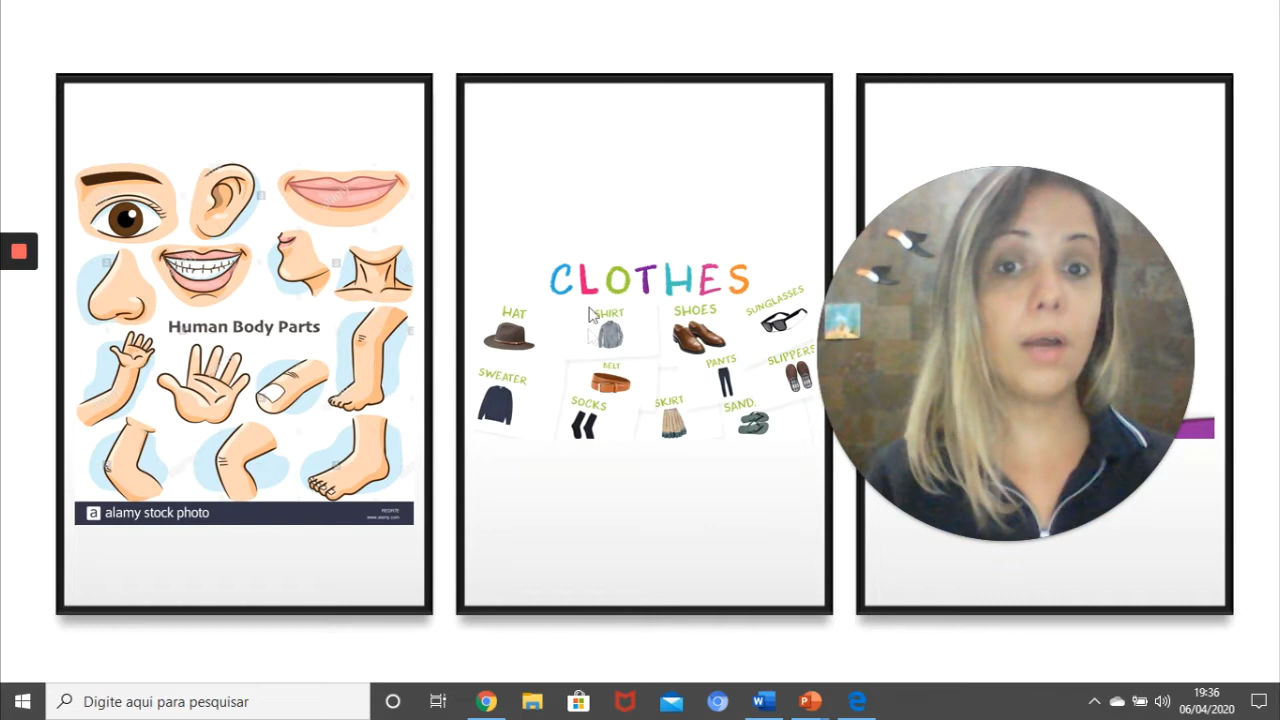 Human Body Parts
a alamy stock photo
CLOTHES
HAT
SHIRT
SHOES
SUNGLASSES
SWEATER
BELT
PANTS
SLIPPERS
SOCKS
SKIRT
SAND.
Digite aqui para pesquisar
19:36
06/04/2020